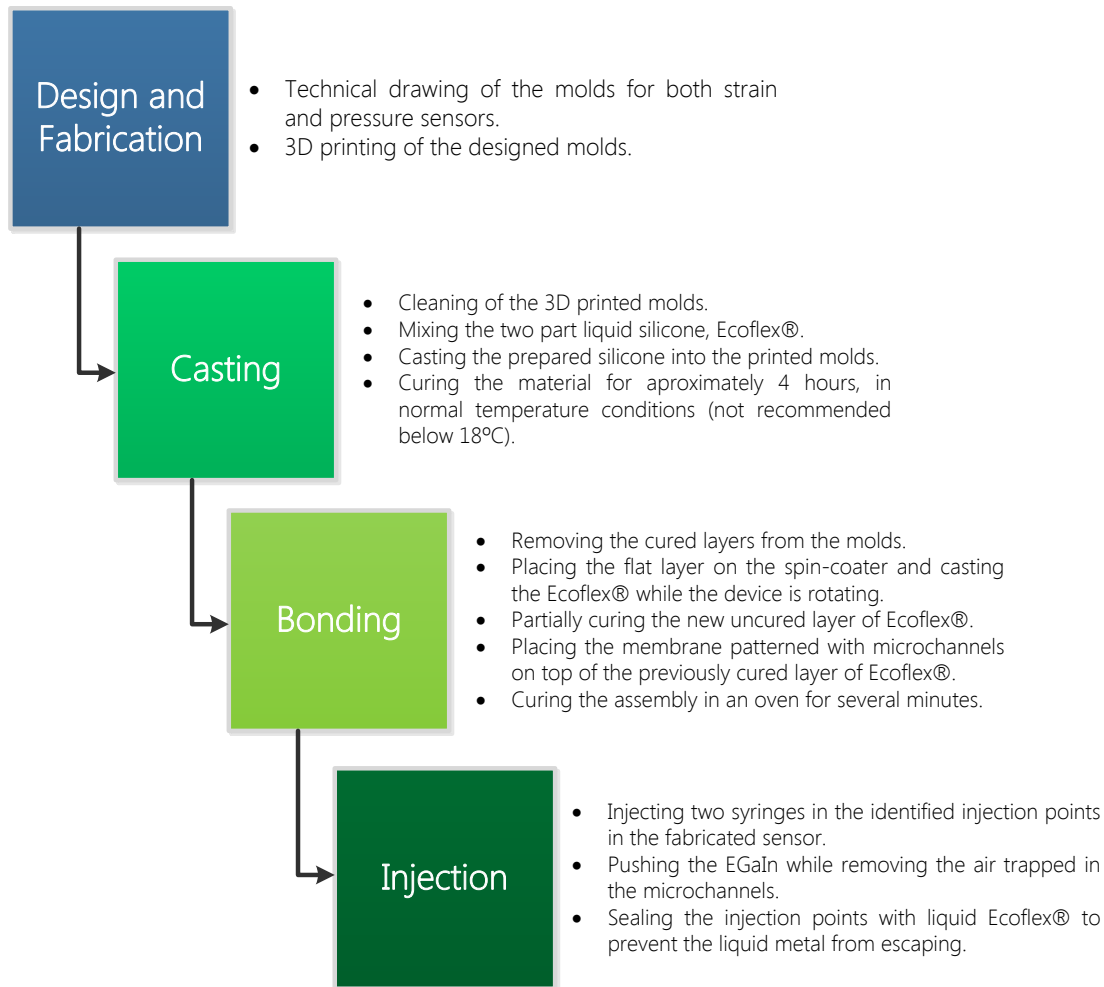 Design and
Fabrication
• Technical drawing of the molds for both strain
and pressure sensors.
• 3D printing of the designed molds.
Casting
• Cleaning of the 3D printed molds.
• Mixing the two part liquid silicone, Ecoflex®.
• Casting the prepared silicone into the printed molds.
• Curing the material for aproximately 4 hours, in
normal temperature conditions (not recommended
below 18ºC).
Bonding
• Removing the cured layers from the molds.
• Placing the flat layer on the spin-coater and casting
the Ecoflex® while the device is rotating.
• Partially curing the new uncured layer of Ecoflex®.
• Placing the membrane patterned with microchannels
on top of the previously cured layer of Ecoflex®.
• Curing the assembly in an oven for several minutes.
Injection
• Injecting two syringes in the identified injection points
in the fabricated sensor.
• Pushing the EGaIn while removing the air trapped in
the microchannels.
• Sealing the injection points with liquid Ecoflex® to
prevent the liquid metal from escaping.